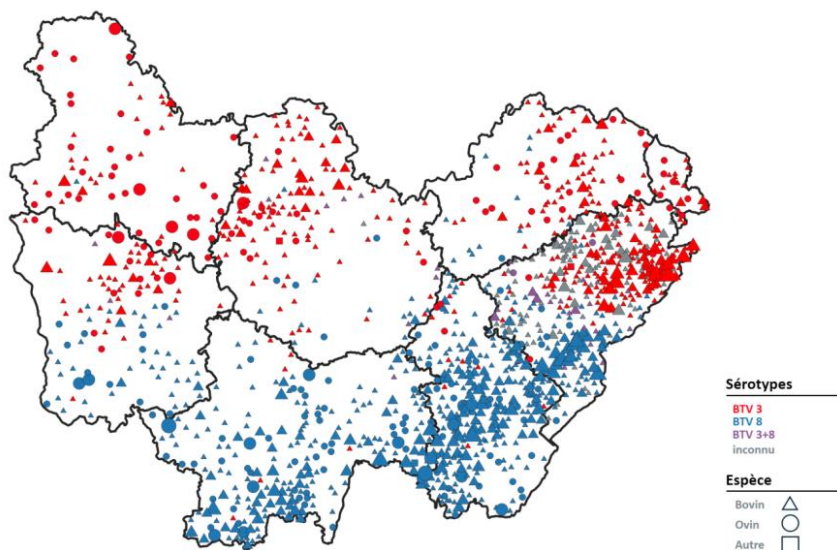 Sérotypes
BTV 3
BTV 8
BTV 3+8
inconnu
Espèce
Bovin
Ovin
Autre